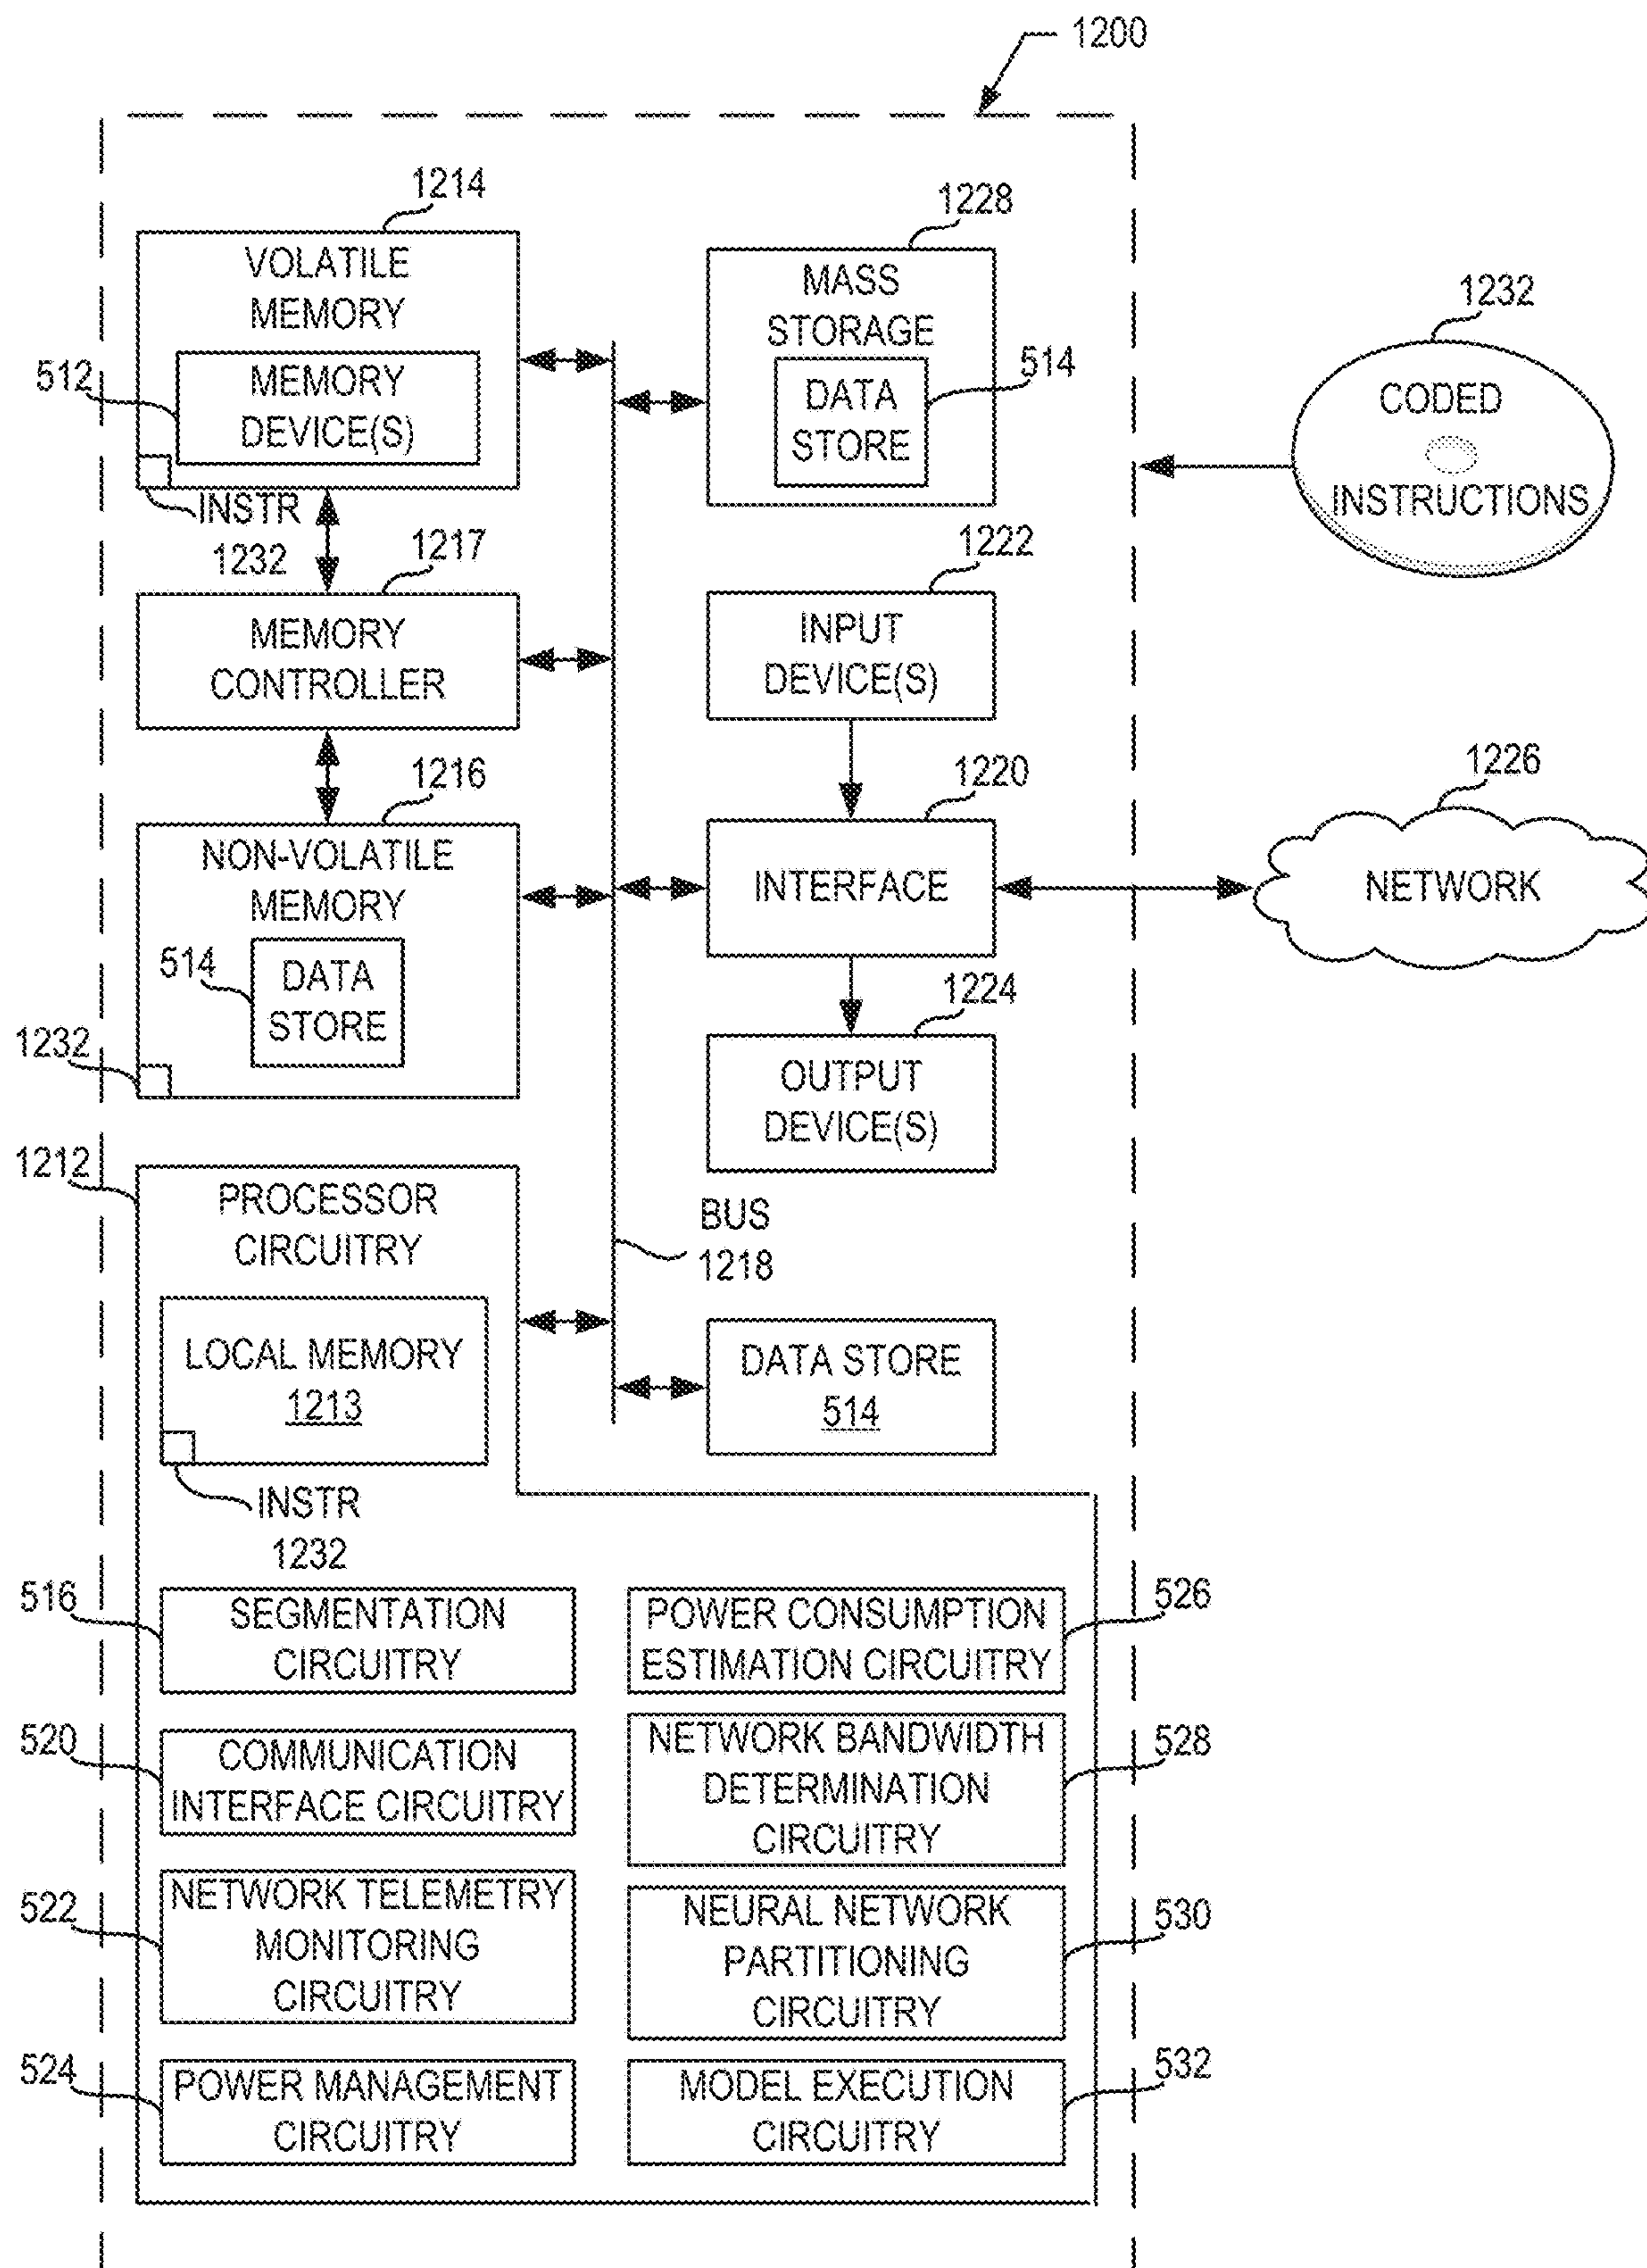 1200
1214
VOLATILE
MEMORY
512
MEMORY
DEVICE(S)
INSTR
1232
1228
MASS
STORAGE
514
DATA
STORE
1232
CODED
INSTRUCTIONS
1217
MEMORY
CONTROLLER
1222
INPUT
DEVICE(S)
1216
NON-VOLATILE
MEMORY
514
DATA
STORE
1232
1220
INTERFACE
1226
NETWORK
1224
OUTPUT
DEVICE(S)
1212
PROCESSOR
CIRCUITRY
BUS
1218
LOCAL MEMORY
1213
INSTR
1232
DATA STORE
514
516
SEGMENTATION
CIRCUITRY
POWER CONSUMPTION
ESTIMATION CIRCUITRY
526
520
COMMUNICATION
INTERFACE CIRCUITRY
NETWORK BANDWIDTH
DETERMINATION
CIRCUITRY
528
522
NETWORK TELEMETRY
MONITORING
CIRCUITRY
NEURAL NETWORK
PARTITIONING
CIRCUITRY
530
524
POWER MANAGEMENT
CIRCUITRY
MODEL EXECUTION
CIRCUITRY
532